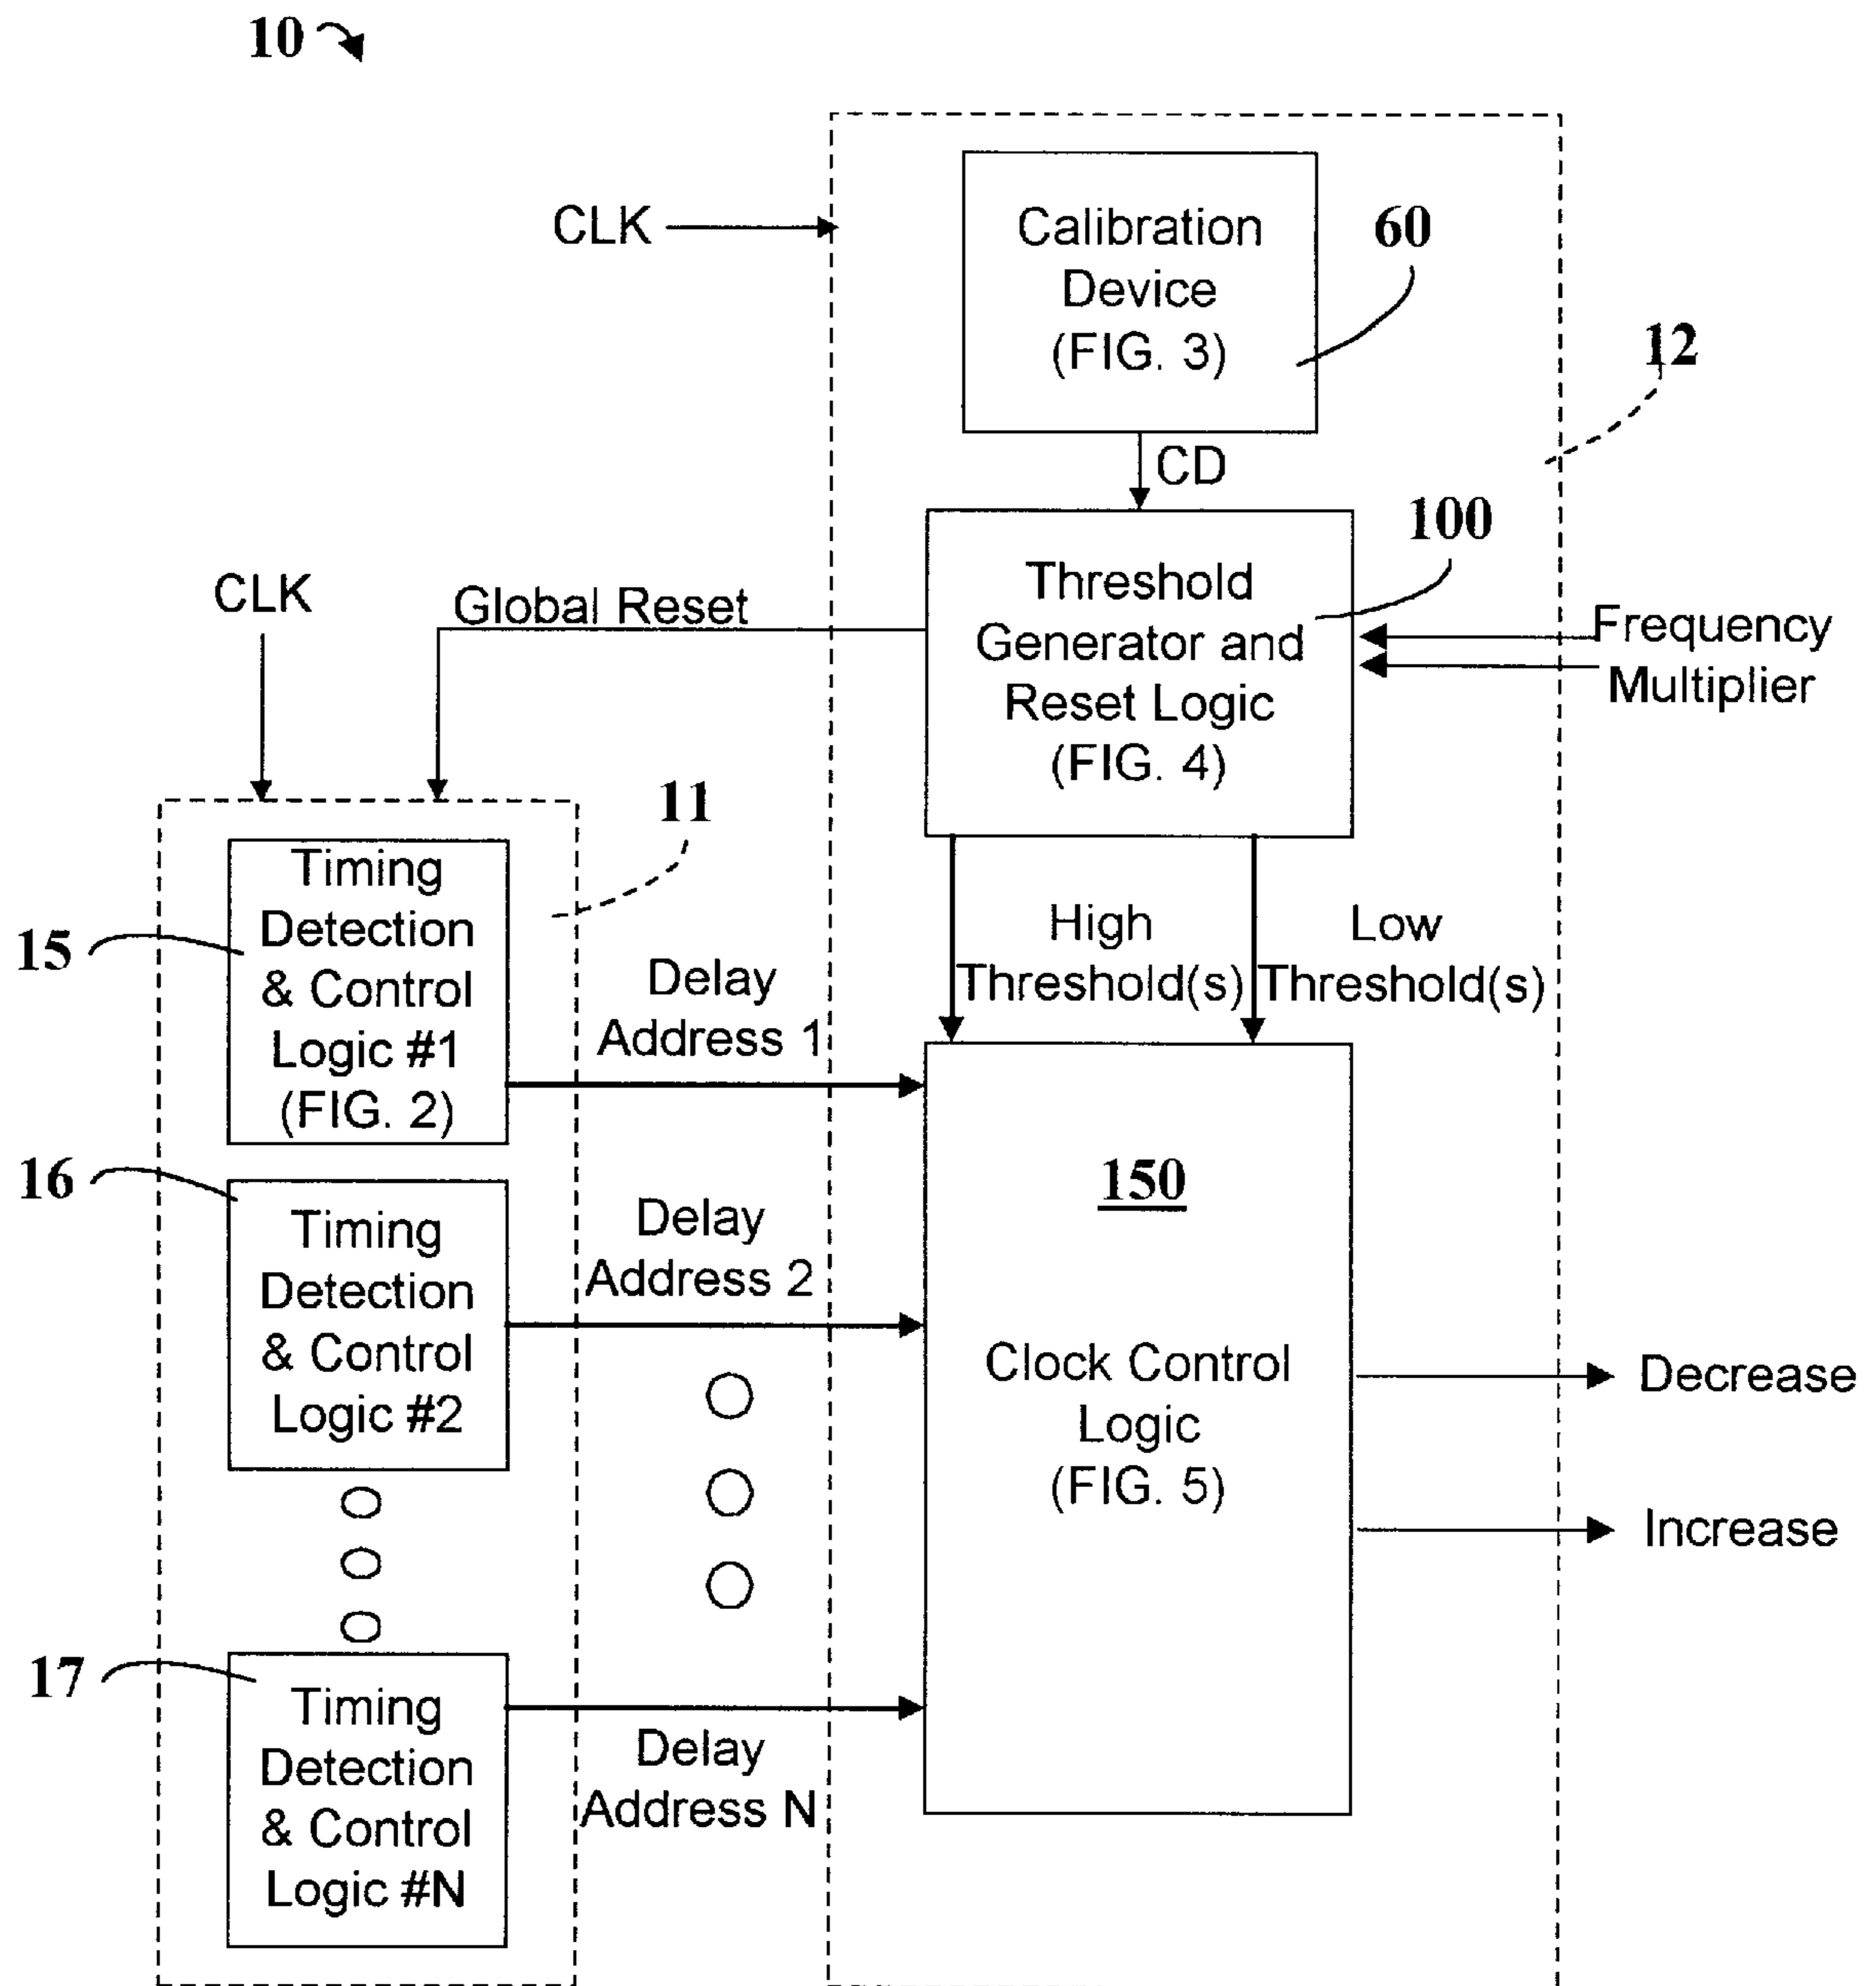 10
CLK
Calibration
Device
(FIG. 3)
60
12
CD
100
Threshold
Generator and
Reset Logic
(FIG. 4)
CLK
Global Reset
Frequency
Multiplier
11
High
Threshold(s)
Low
Threshold(s)
15
Timing
Detection
& Control
Logic #1
(FIG. 2)
Delay
Address 1
16
Timing
Detection
& Control
Logic #2
Delay
Address 2
150
Clock Control
Logic
(FIG. 5)
Decrease
Increase
17
Timing
Detection
& Control
Logic #N
Delay
Address N